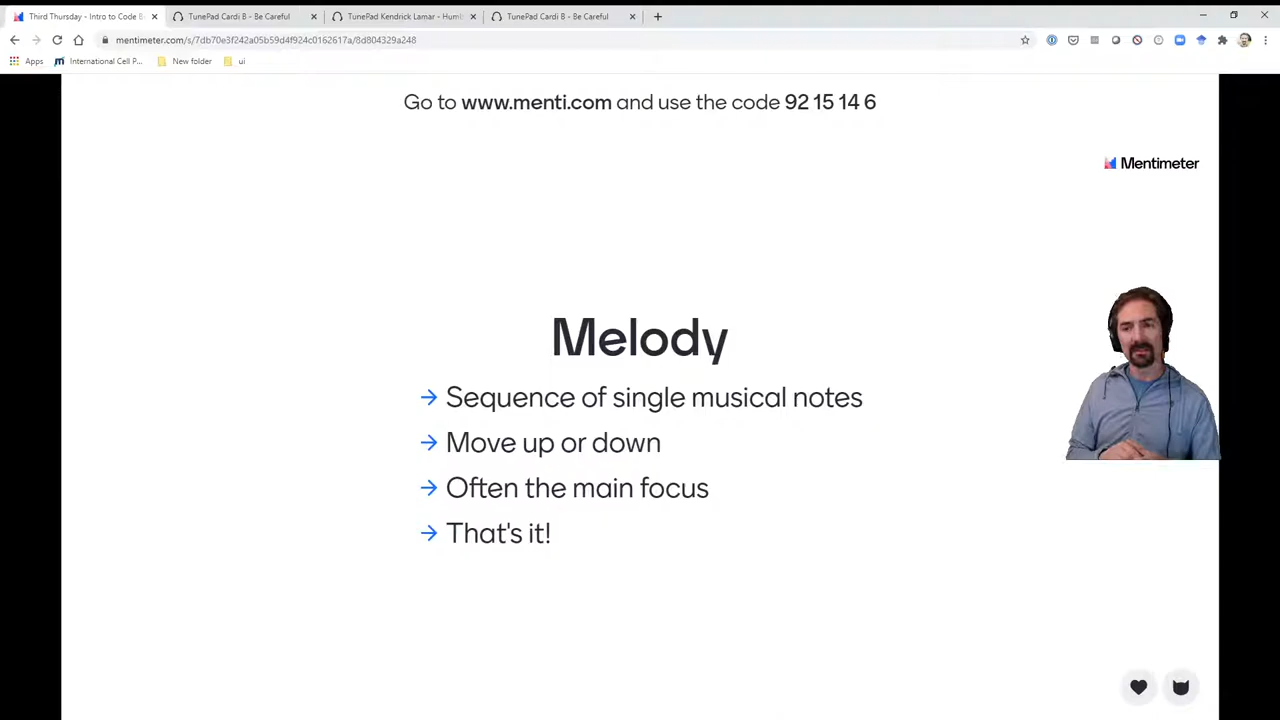 Third Thursday - Intro to Code B
TunePad Cardi B - Be Careful
TunePad Kendrick Lamar - Humb
TunePad Cardi B - Be Careful
mentimeter.com/s/7db70e3f242a05b59d4f924c0162617a/8d804329a248
Apps
International Cell P...
New folder
ui
Go to www.menti.com and use the code 92 15 14 6
Mentimeter
Melody
→ Sequence of single musical notes
→ Move up or down
→ Often the main focus
→ That's it!